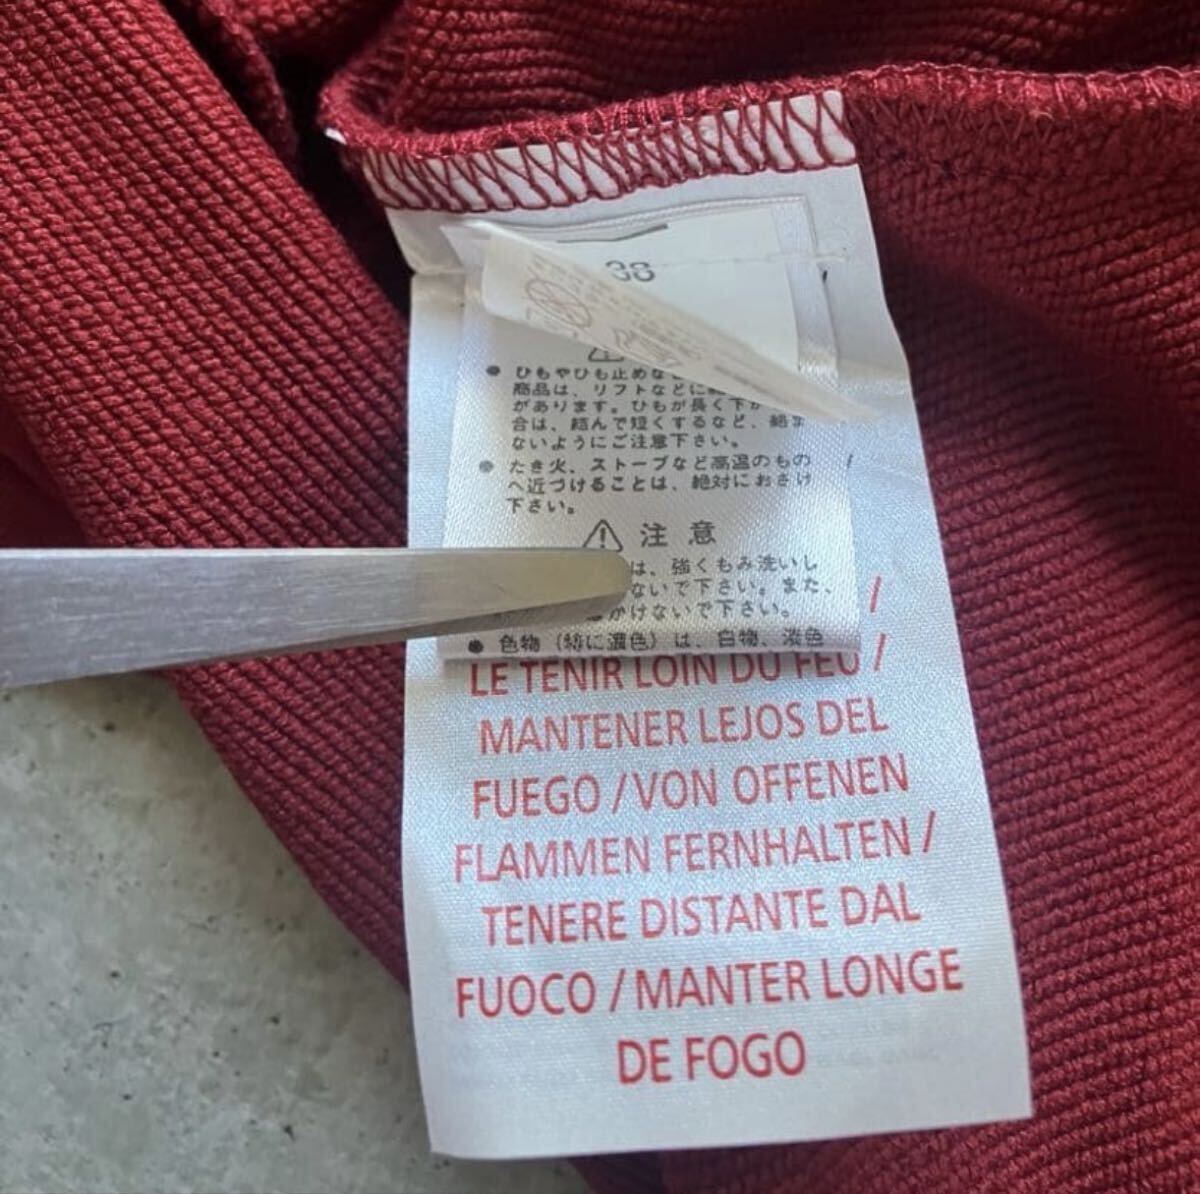 38
● ひもやひも止めな
商品は、リフトなどに
があります。ひもが長く下が
合は、結んで短くするなど、絡ま
ないようにご注意下さい。
● たき火、ストーブなど高温のもの
へ近づけることは、絶対におさけ
下さい。
⚠ 注意
は、強くもみ洗いし
ないで下さい。また、
かけないで下さい。
● 色物（特に濃色）は、白物、淡色
/
LE TENIR LOIN DU FEU /
MANTENER LEJOS DEL
FUEGO / VON OFFENEN
FLAMMEN FERNHALTEN /
TENERE DISTANTE DAL
FUOCO / MANTER LONGE
DE FOGO